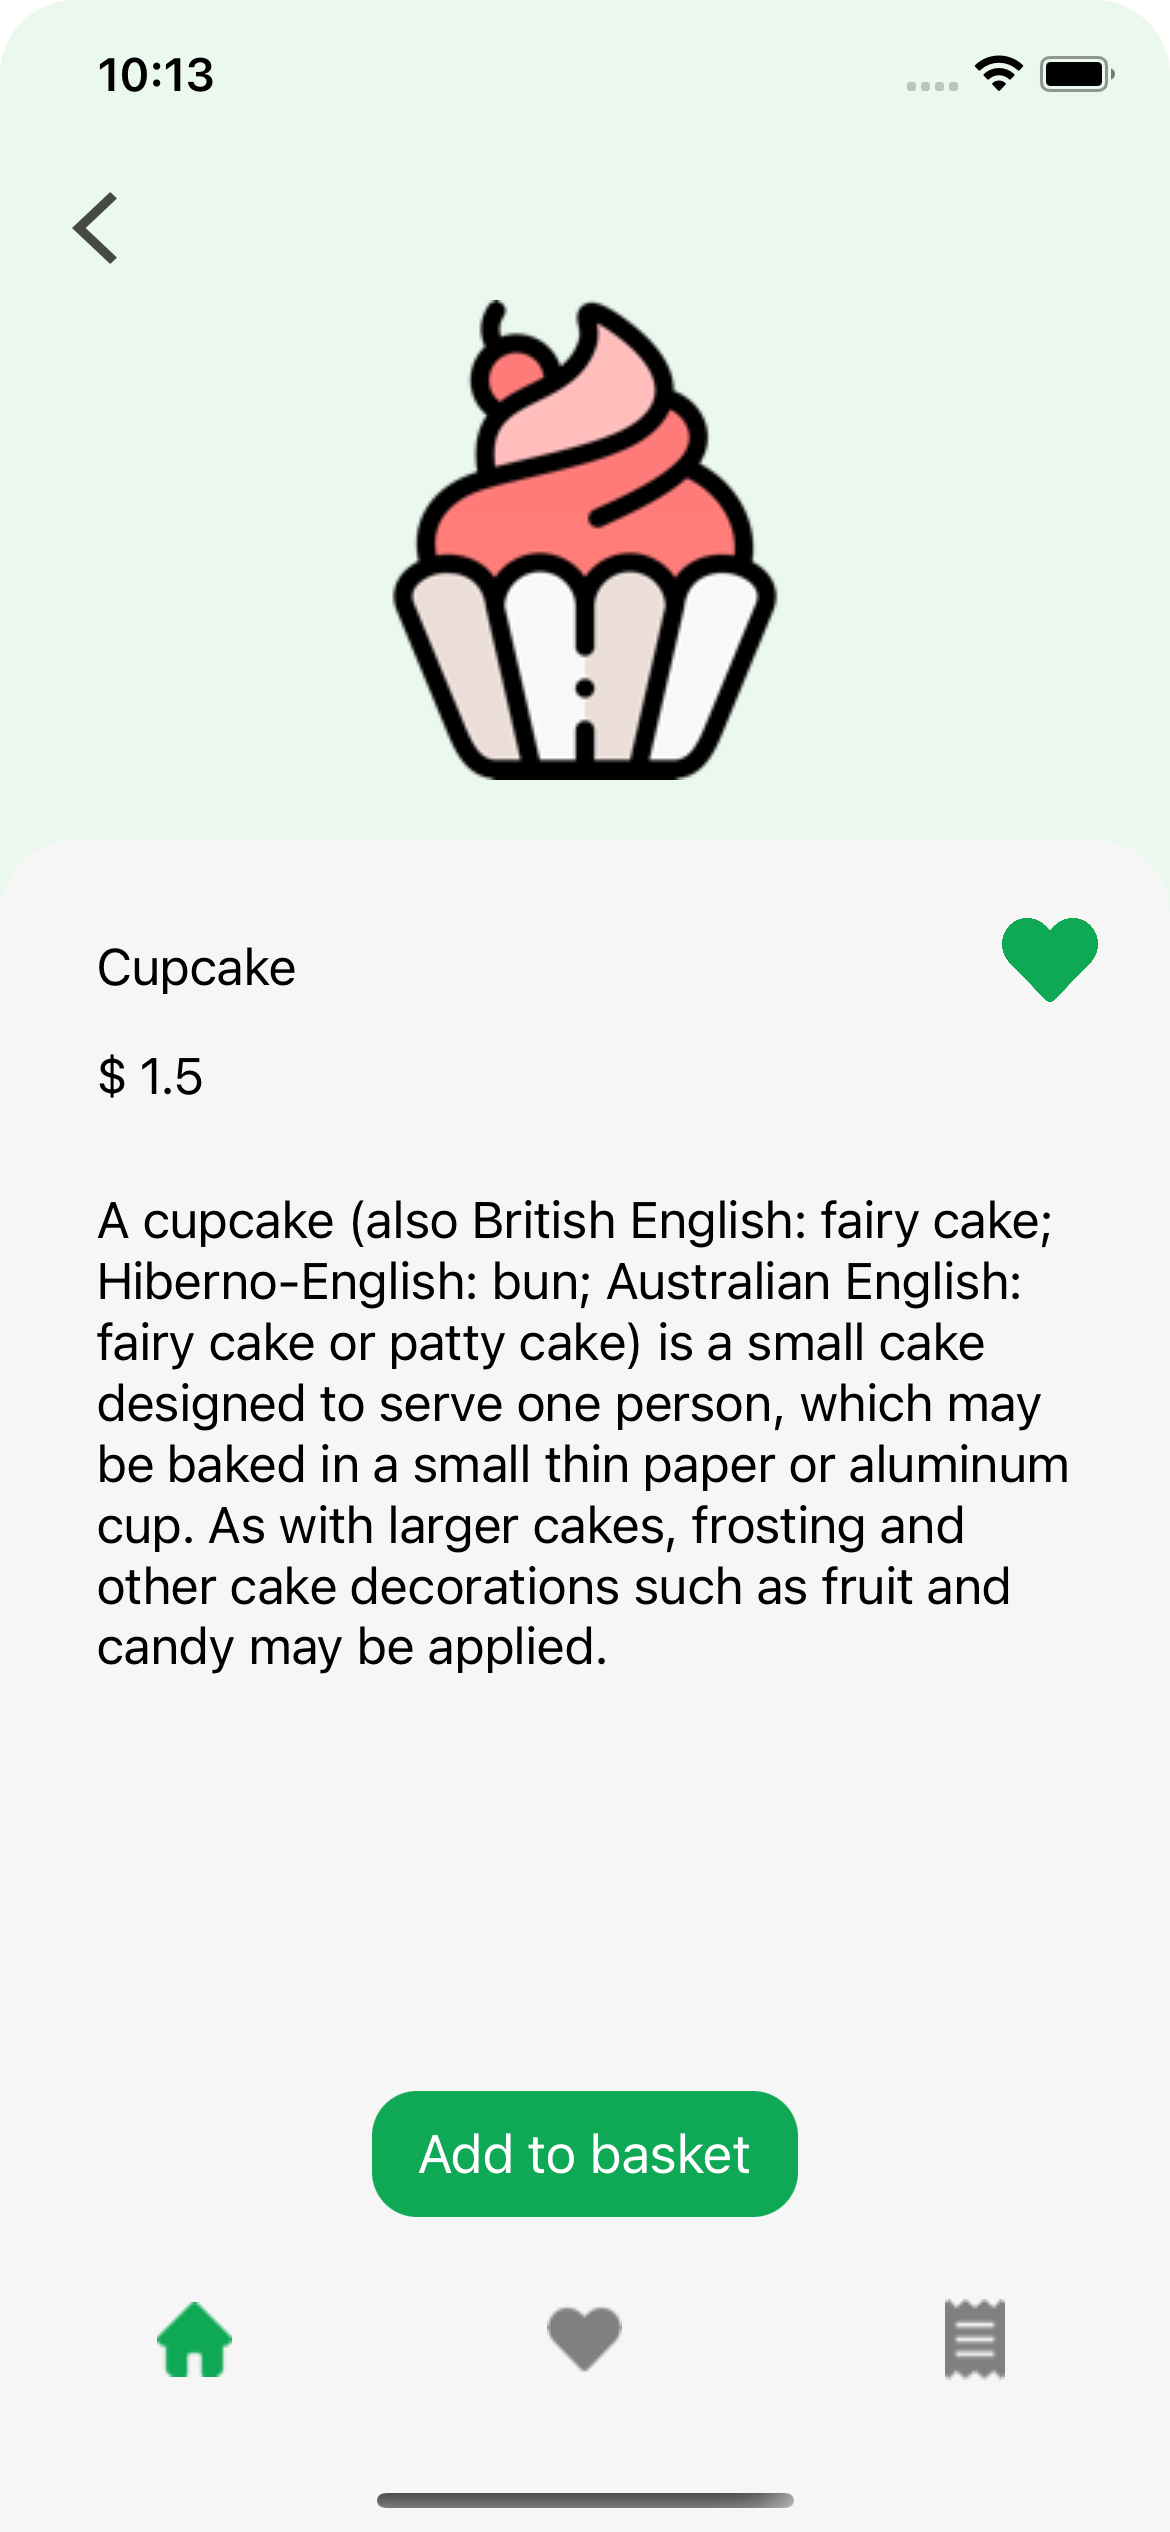 10:13
Cupcake
$ 1.5
A cupcake (also British English: fairy cake;
Hiberno-English: bun; Australian English:
fairy cake or patty cake) is a small cake
designed to serve one person, which may
be baked in a small thin paper or aluminum
cup. As with larger cakes, frosting and
other cake decorations such as fruit and
candy may be applied.
Add to basket